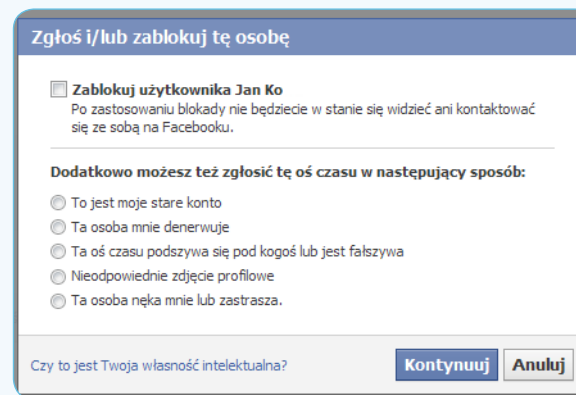 Zgłoś i/lub zablokuj tę osobę
Zablokuj użytkownika Jan Ko
Po zastosowaniu blokady nie będziecie w stanie się widzieć ani kontaktować
się ze sobą na Facebooku.
Dodatkowo możesz też zgłosić tę oś czasu w następujący sposób:
To jest moje stare konto
Ta osoba mnie denerwuje
Ta oś czasu podszywa się pod kogoś lub jest fałszywa
Nieodpowiednie zdjęcie profilowe
Ta osoba nęka mnie lub zastrasza.
Czy to jest Twoja własność intelektualna?
Kontynuuj
Anuluj